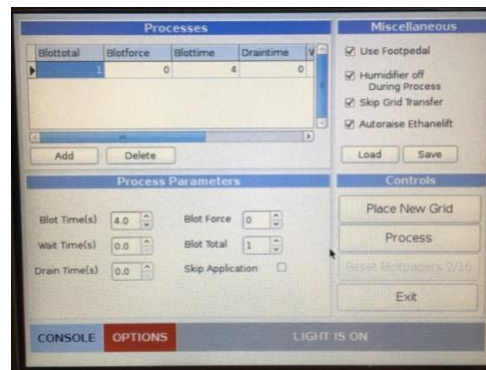 Processes
Blottotal Blotforce Blottime Draintime
1 0 4 0
Add Delete
Process Parameters
Blot Time(s) 4.0 Blot Force 0
Wait Time(s) 0.0 Blot Total 1
Drain Time(s) 0.0 Skip Application
Miscellaneous
Use Footpedal
Humidifier off
During Process
Skip Grid Transfer
Autoraise Ethanelift
Load Save
Controls
Place New Grid
Process
Reset Blotpapers 2/16
Exit
CONSOLE OPTIONS LIGHT IS ON